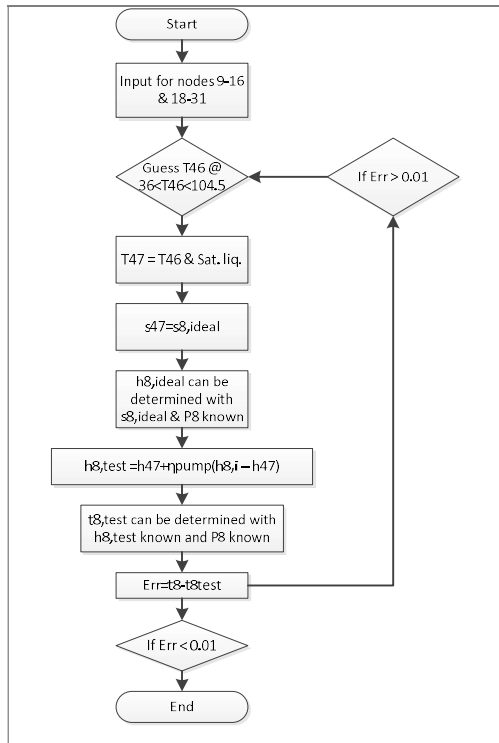 Start
Input for nodes 9-16
& 18-31
Guess T46 @
36<T46<104.5
If Err > 0.01
T47 = T46 & Sat. liq.
s47=s8,ideal
h8,ideal can be
determined with
s8,ideal & P8 known
h8,test =h47+ηpump(h8,i – h47)
t8,test can be determined with
h8,test known and P8 known
Err=t8-t8test
If Err < 0.01
End